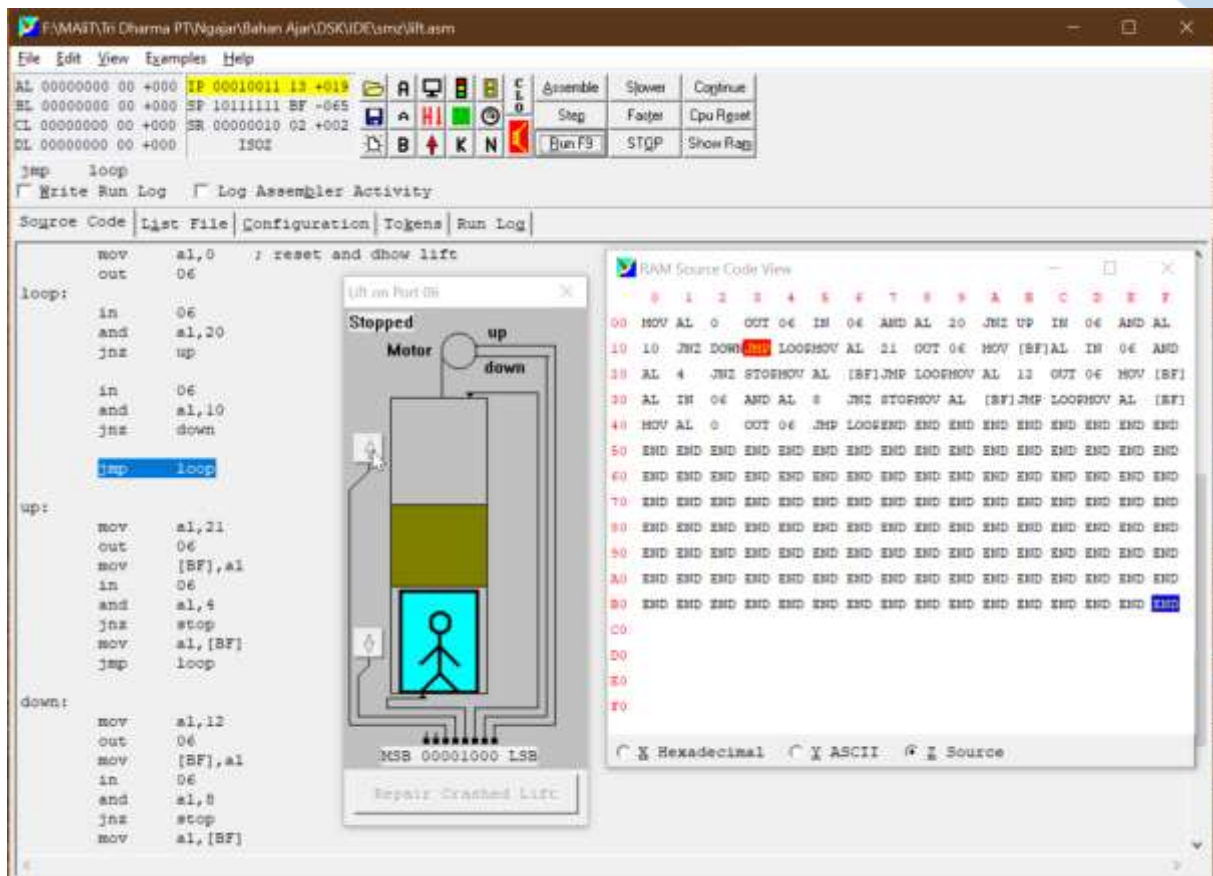 F:\MAliT\Tri Dharma PT\Ngajar\Bahan Ajar\DSK\IDE\smz\lift.asm
File Edit View Examples Help
AL 00000000 00 +000 IP 00010011 13 +019
BL 00000000 00 +000 SP 10111111 BF -065
CL 00000000 00 +000 SR 00000010 02 +002
DL 00000000 00 +000 ISOZ
Assemble Slower Continue
Step Faster Cpu Reset
Run F9 STOP Show Ram
jmp loop
Write Run Log Log Assembler Activity
Source Code List File Configuration Tokens Run Log
mov al,0 ; reset and dhow lift
out 06
loop:
in 06
and al,20
jnz up
in 06
and al,10
jnz down
jmp loop
up:
mov al,21
out 06
mov [BF],al
in 06
and al,4
jnz stop
mov al,[BF]
jmp loop
down:
mov al,12
out 06
mov [BF],al
in 06
and al,8
jnz stop
mov al,[BF]
Lift on Port 06
Stopped
Motor
up
down
MSB 00001000 LSB
Repair Crashed Lift
RAM Source Code View
0 1 2 3 4 5 6 7 8 9 A B C D E F
00 MOV AL 0 OUT 06 IN 06 AND AL 20 JNZ UP IN 06 AND AL
10 10 JNZ DOWN JMP LOOP MOV AL 21 OUT 06 MOV [BF] AL IN 06 AND
20 AL 4 JNZ STOP MOV AL [BF] JMP LOOP MOV AL 12 OUT 06 MOV [BF]
30 AL IN 06 AND AL 8 JNZ STOP MOV AL [BF] JMP LOOP MOV AL [BF]
40 MOV AL 0 OUT 06 JMP LOOP END END END END END END END END END
50 END END END END END END END END END END END END END END END END
60 END END END END END END END END END END END END END END END END
70 END END END END END END END END END END END END END END END END
80 END END END END END END END END END END END END END END END END
90 END END END END END END END END END END END END END END END END
A0 END END END END END END END END END END END END END END END END
B0 END END END END END END END END END END END END END END END END
C0
D0
E0
F0
X Hexadecimal Y ASCII Z Source